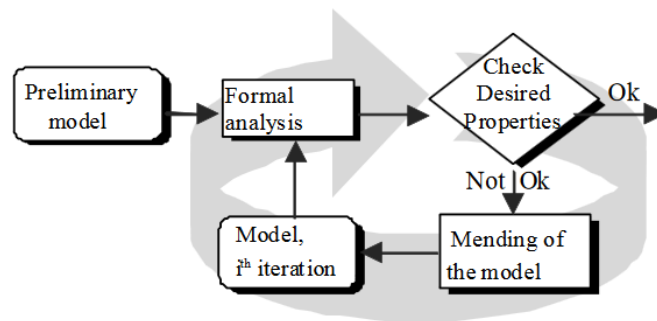 Preliminary
model
Formal
analysis
Check
Desired
Properties
Ok
Not Ok
Mending of
the model
Model,
iᵗʰ iteration